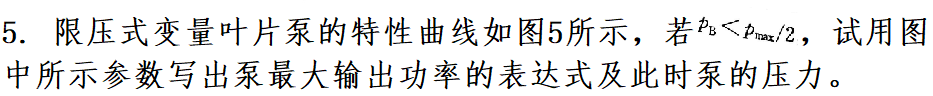 5. 限压式变量叶片泵的特性曲线如图5所示，若p_B<p_max/2，试用图
中所示参数写出泵最大输出功率的表达式及此时泵的压力。